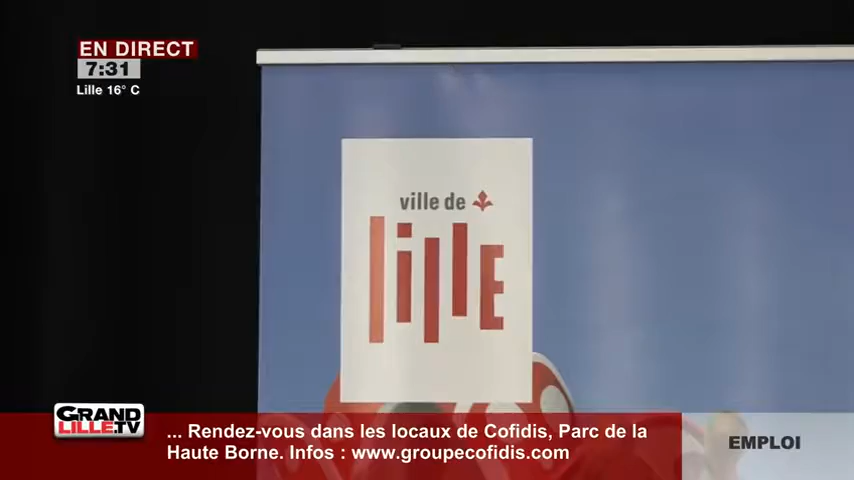 EN DIRECT
7:31
Lille 16° C
ville de
lillE
GRAND
LILLE.TV
... Rendez-vous dans les locaux de Cofidis, Parc de la
Haute Borne. Infos : www.groupecofidis.com
EMPLOI